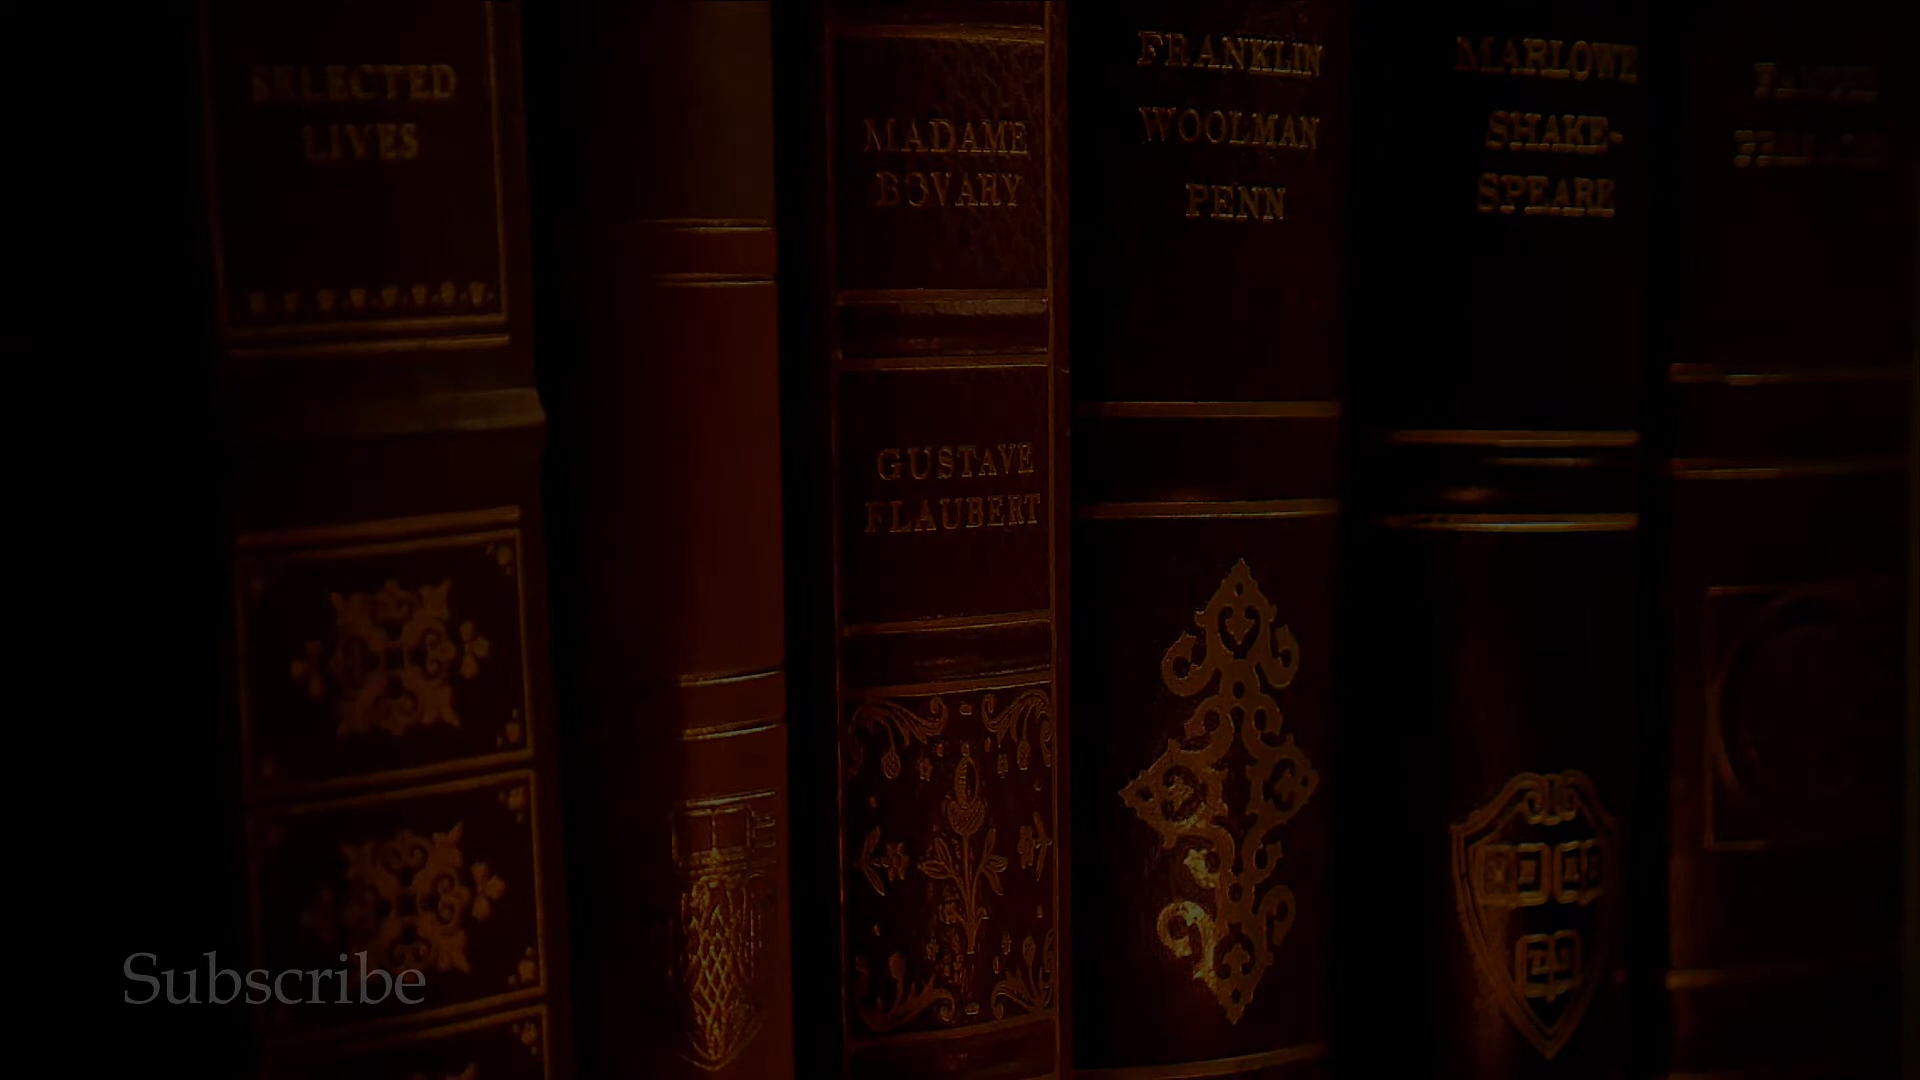 SELECTED
LIVES
MADAME
BOVARY
GUSTAVE
FLAUBERT
FRANKLIN
WOOLMAN
PENN
MARLOWE
SHAKE-
SPEARE
Subscribe